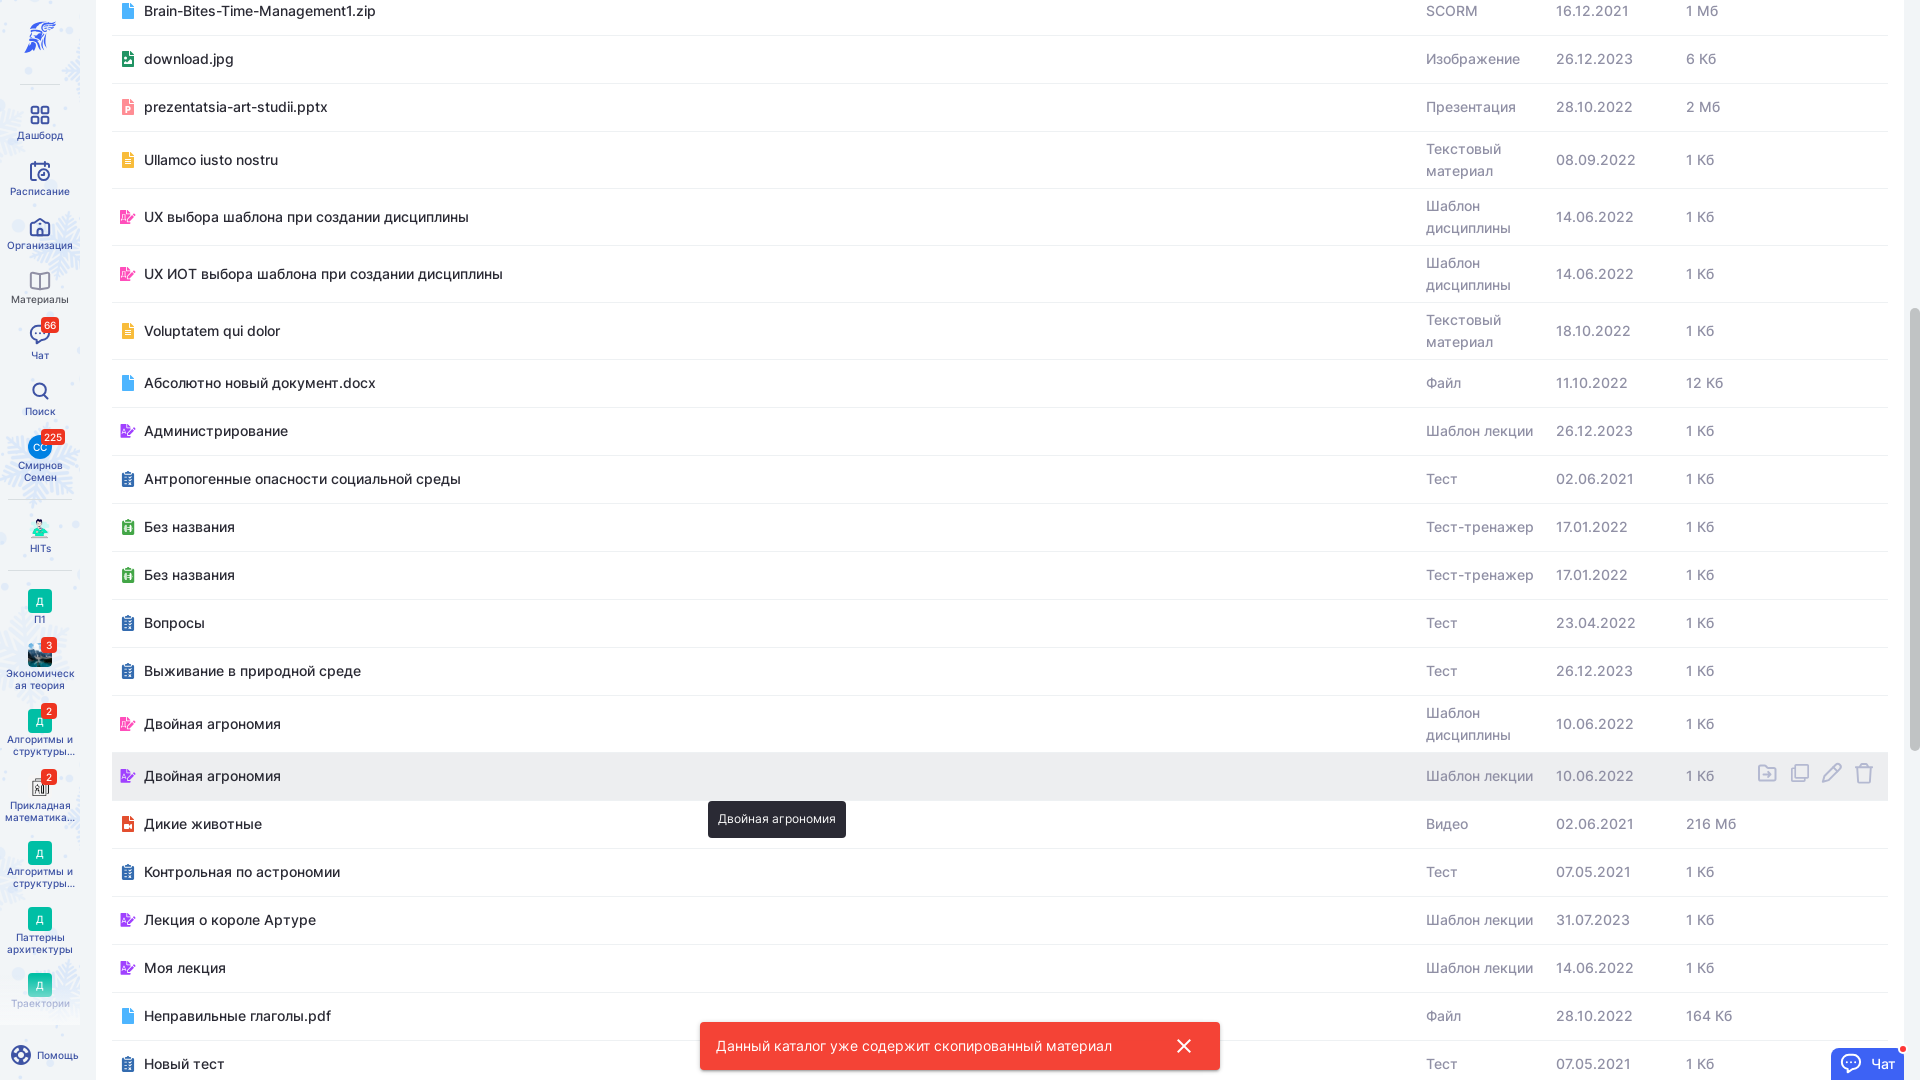 Brain-Bites-Time-Management1.zip SCORM 16.12.2021 1 Мб
download.jpg Изображение 26.12.2023 6 Кб
prezentatsia-art-studii.pptx Презентация 28.10.2022 2 Мб
Ullamco iusto nostru Текстовый материал 08.09.2022 1 Кб
UX выбора шаблона при создании дисциплины Шаблон дисциплины 14.06.2022 1 Кб
UX ИОТ выбора шаблона при создании дисциплины Шаблон дисциплины 14.06.2022 1 Кб
Voluptatem qui dolor Текстовый материал 18.10.2022 1 Кб
Абсолютно новый документ.docx Файл 11.10.2022 12 Кб
Администрирование Шаблон лекции 26.12.2023 1 Кб
Антропогенные опасности социальной среды Тест 02.06.2021 1 Кб
Без названия Тест-тренажер 17.01.2022 1 Кб
Без названия Тест-тренажер 17.01.2022 1 Кб
Вопросы Тест 23.04.2022 1 Кб
Выживание в природной среде Тест 26.12.2023 1 Кб
Двойная агрономия Шаблон дисциплины 10.06.2022 1 Кб
Двойная агрономия Шаблон лекции 10.06.2022 1 Кб
Двойная агрономия
Дикие животные Видео 02.06.2021 216 Мб
Контрольная по астрономии Тест 07.05.2021 1 Кб
Лекция о короле Артуре Шаблон лекции 31.07.2023 1 Кб
Моя лекция Шаблон лекции 14.06.2022 1 Кб
Неправильные глаголы.pdf Файл 28.10.2022 164 Кб
Новый тест Тест 07.05.2021 1 Кб
Данный каталог уже содержит скопированный материал
Чат
Дашборд
Расписание
Организация
Материалы
66
Чат
Поиск
225
СС
Смирнов
Семен
HITs
Д
П1
3
Экономическ
ая теория
2
Д
Алгоритмы и
структуры...
2
Прикладная
математика...
Д
Алгоритмы и
структуры...
Д
Паттерны
архитектуры
Д
Траектории
Помощь